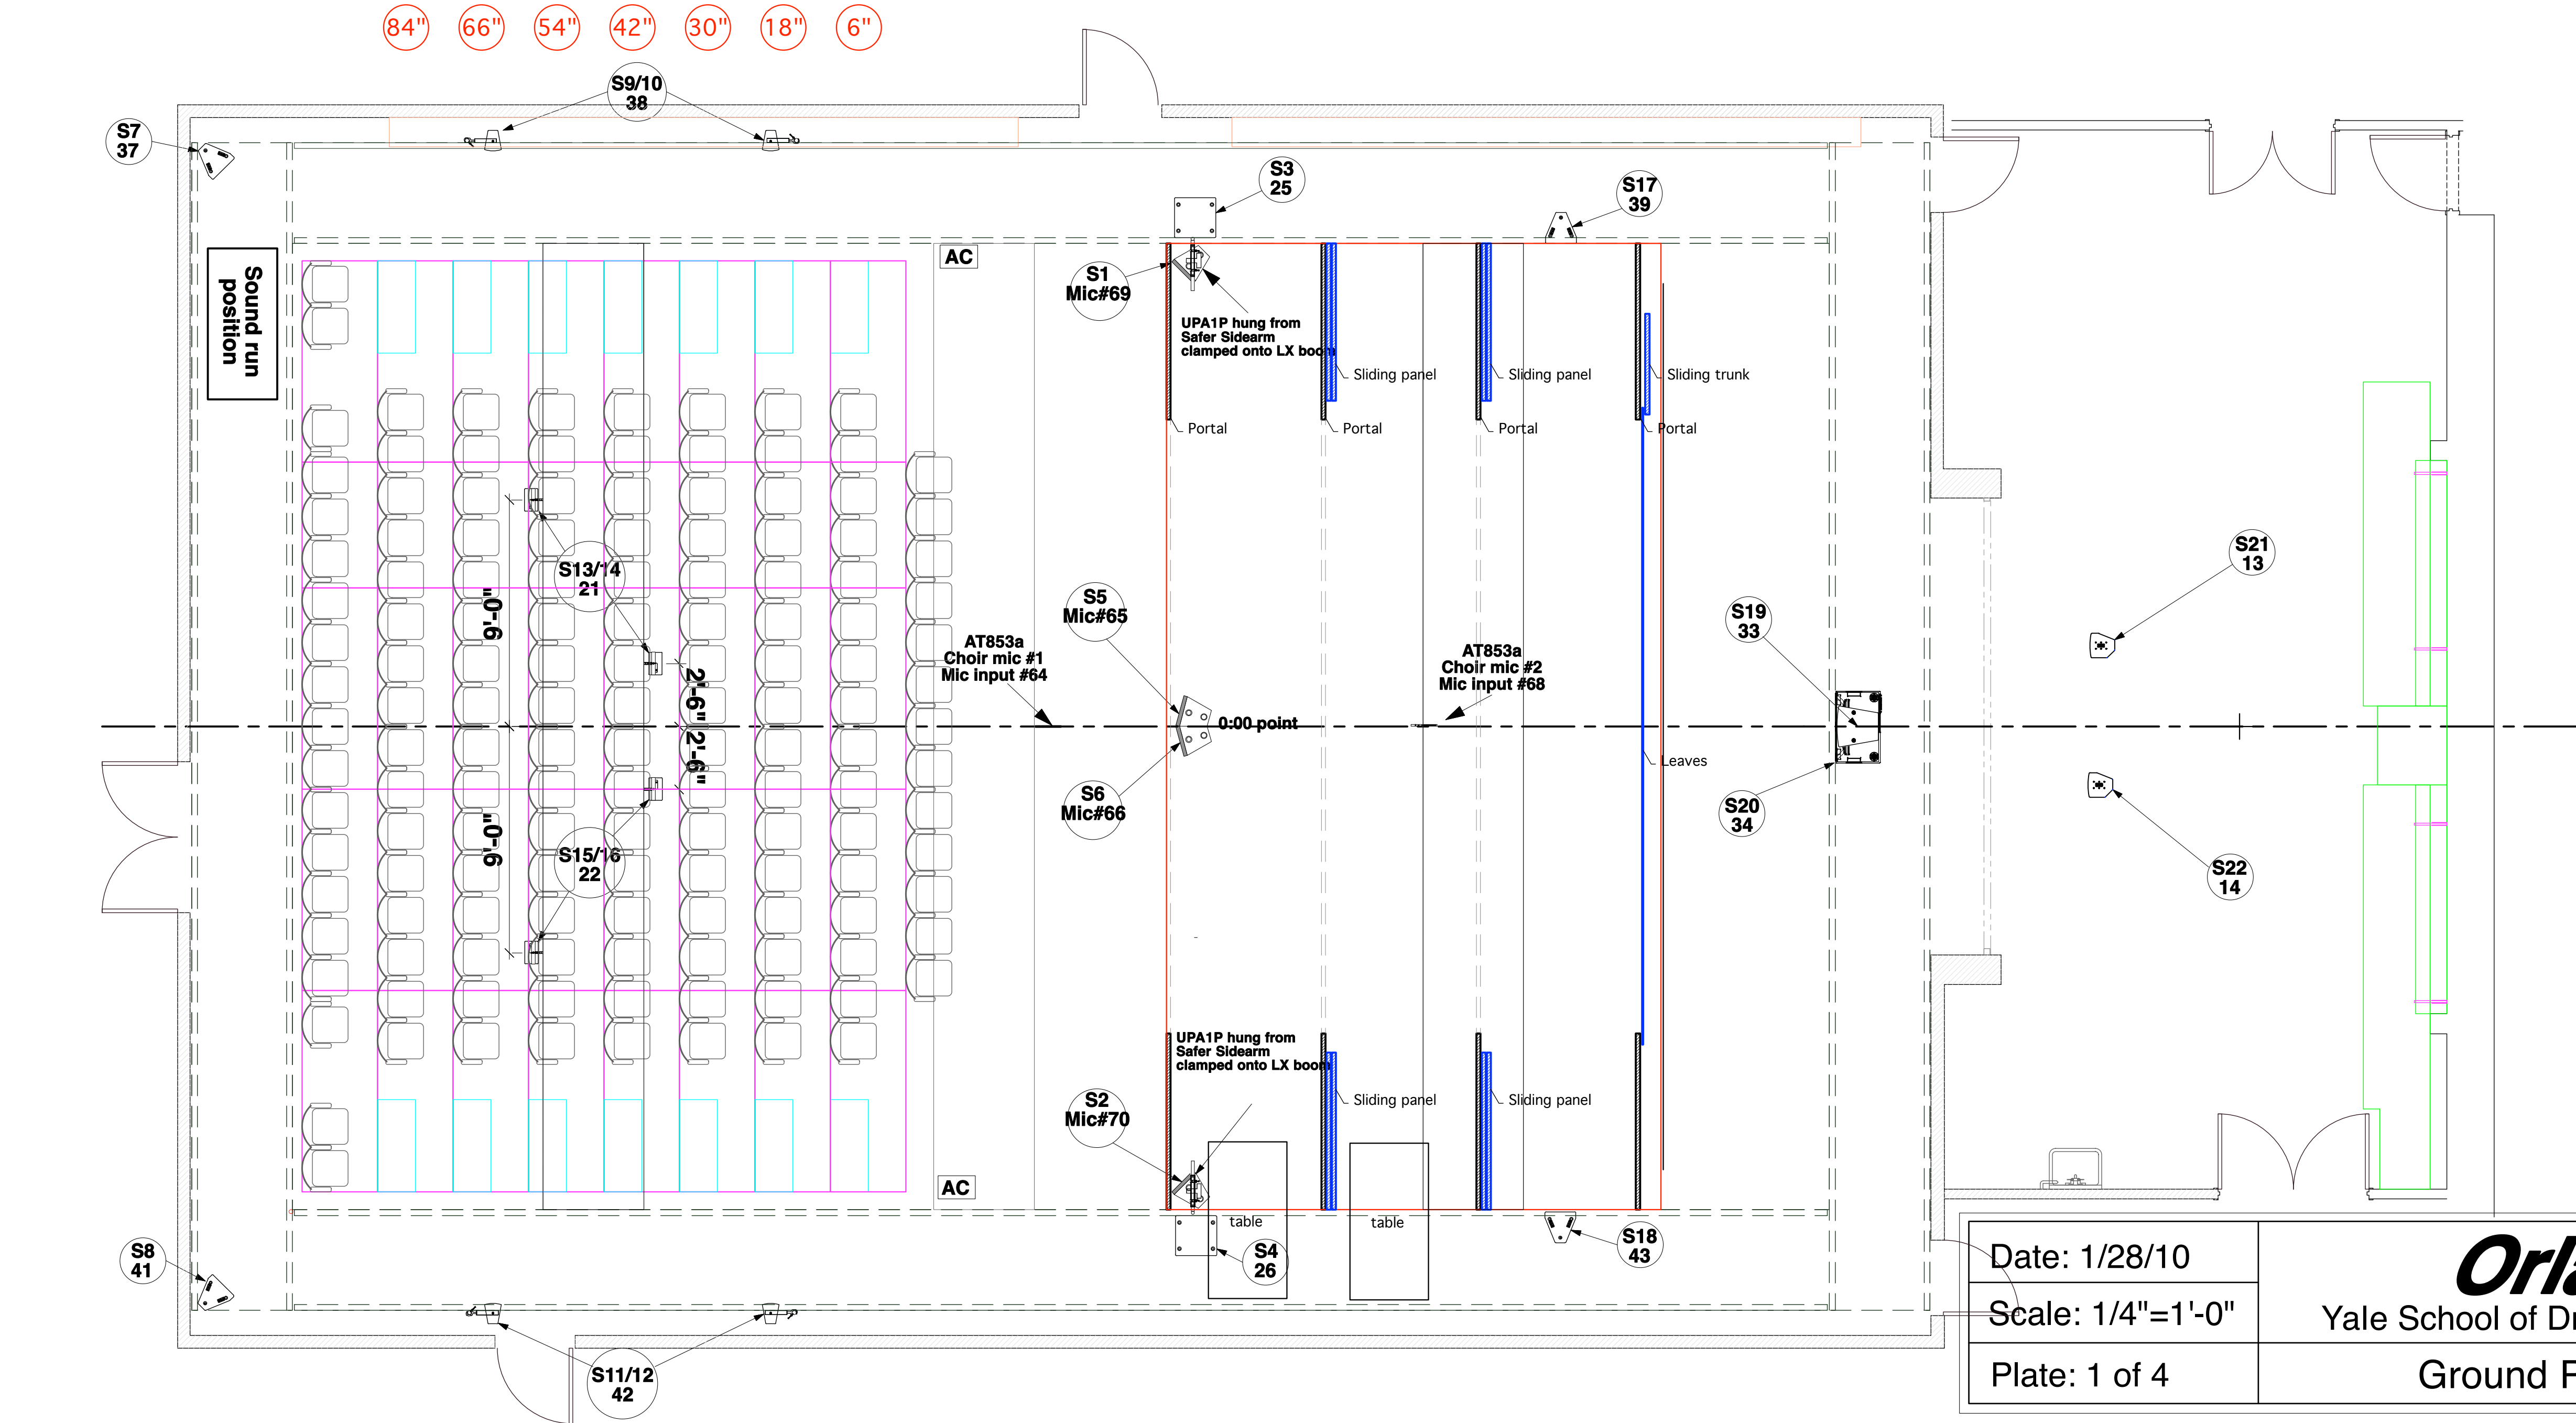 84" 66" 54" 42" 30" 18" 6"
S9/10
38
S7
37
S3
25
S17
39
Sound run
position
AC
S1
Mic#69
UPA1P hung from
Safer Sidearm
clamped onto LX boom
Sliding panel
Sliding panel
Sliding trunk
Portal
Portal
Portal
Portal
S13/14
21
9'-0"
S5
Mic#65
AT853a
Choir mic #1
Mic input #64
AT853a
Choir mic #2
Mic input #68
S19
33
S21
13
2'-6"
2'-6"
0:00 point
Leaves
S6
Mic#66
S20
34
9'-0"
S15/16
22
S22
14
UPA1P hung from
Safer Sidearm
clamped onto LX boom
Sliding panel
Sliding panel
S2
Mic#70
AC
table
table
S4
26
S18
43
S8
41
S11/12
42
Date: 1/28/10
Scale: 1/4"=1'-0"
Plate: 1 of 4
Yale School of
Ground